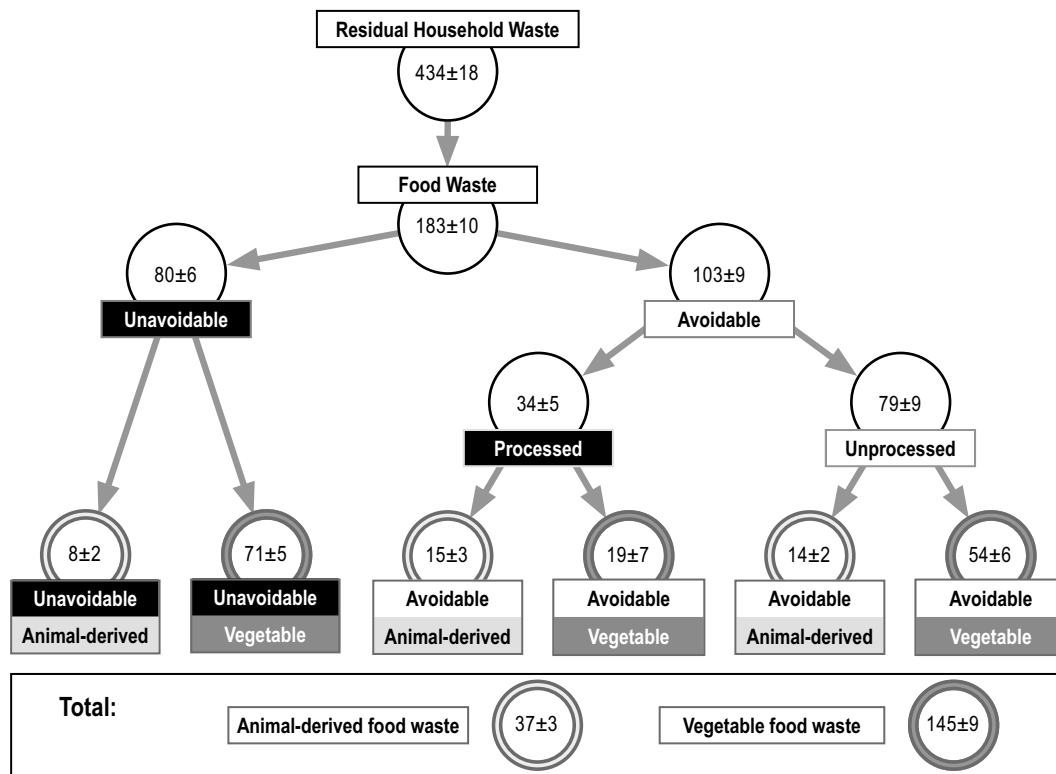 Residual Household Waste
434±18
Food Waste
183±10
80±6
Unavoidable
103±9
Avoidable
34±5
Processed
79±9
Unprocessed
8±2
Unavoidable
Animal-derived
71±5
Unavoidable
Vegetable
15±3
Avoidable
Animal-derived
19±7
Avoidable
Vegetable
14±2
Avoidable
Animal-derived
54±6
Avoidable
Vegetable
Total:
Animal-derived food waste
37±3
Vegetable food waste
145±9